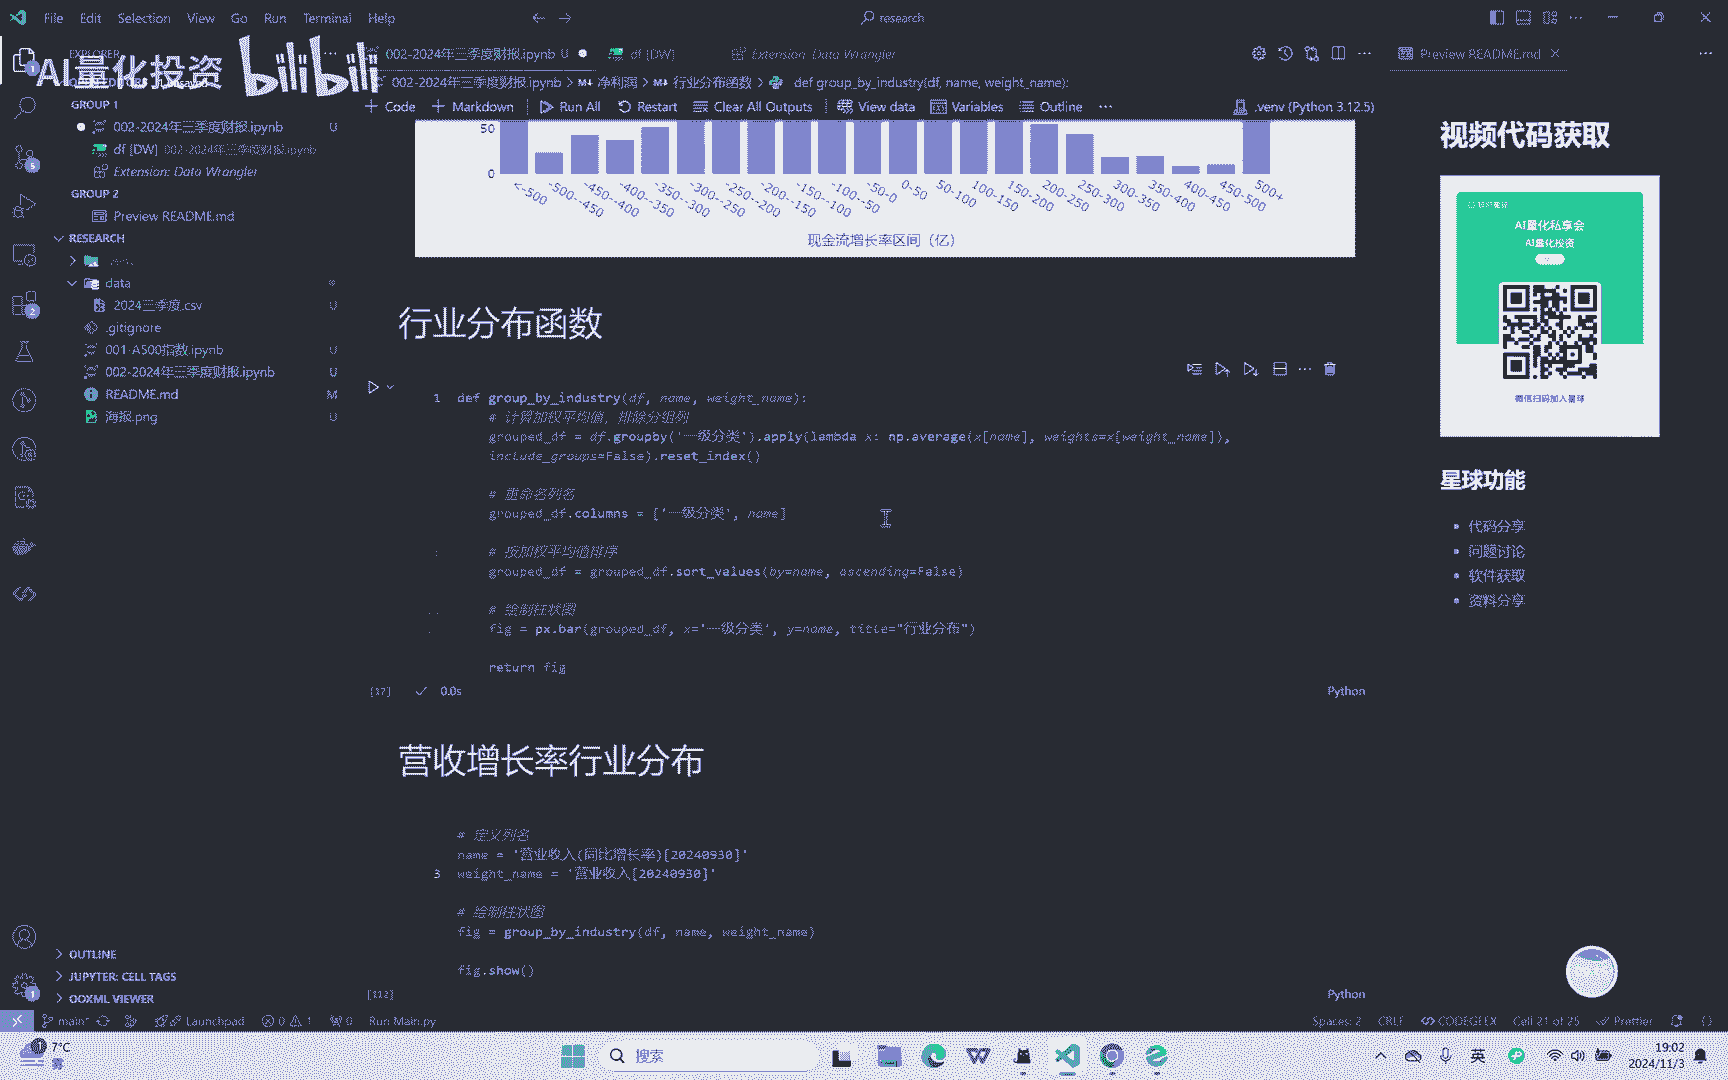 File Edit Selection View Go Run Terminal Help
research
AI量化投资 bilibili
EXPLORER
002-2024年三季度财报.ipynb U
df [DW]
Extension: Data Wrangler
Preview README.md
002-2024年三季度财报.ipynb > 净利润 > 行业分布函数 > def group_by_industry(df, name, weight_name):
Code
Markdown
Run All
Restart
Clear All Outputs
View data
Variables
Outline
.venv (Python 3.12.5)
GROUP 1
002-2024年三季度财报.ipynb U
df [DW] 002-2024年三季度财报.ipynb
Extension: Data Wrangler
GROUP 2
Preview README.md
RESEARCH
data
2024三季度.csv U
.gitignore
001-A500指数.ipynb U
002-2024年三季度财报.ipynb U
README.md M
海报.png U
50
0
<-500
-500--450
-450--400
-400--350
-350--300
-300--250
-250--200
-200--150
-150--100
-100--50
-50-0
0-50
50-100
100-150
150-200
200-250
250-300
300-350
350-400
400-450
450-500
500+
现金流增长率区间（亿）
行业分布函数
1 def group_by_industry(df, name, weight_name):
# 计算加权平均值，排除分组列
grouped_df = df.groupby('一级分类').apply(lambda x: np.average(x[name], weights=x[weight_name]),
include_groups=False).reset_index()
# 重命名列名
grouped_df.columns = ['一级分类', name]
# 按加权平均值排序
grouped_df = grouped_df.sort_values(by=name, ascending=False)
# 绘制柱状图
fig = px.bar(grouped_df, x='一级分类', y=name, title="行业分布")
return fig
[17] 0.0s
Python
营收增长率行业分布
# 定义列名
name = '营业收入(同比增长率)[20240930]'
3 weight_name = '营业收入[20240930]'
# 绘制柱状图
fig = group_by_industry(df, name, weight_name)
fig.show()
[112]
Python
视频代码获取
AI量化私享会
AI量化投资
微信扫码加入星球
星球功能
代码分享
问题讨论
软件获取
资料分享
OUTLINE
JUPYTER: CELL TAGS
OOXML VIEWER
main* Launchpad 0 1 0 Run Main.py
Spaces: 2 CRLF CODEGEEX Cell 21 of 25 Prettier
7°C
搜索
英
19:02
2024/11/3